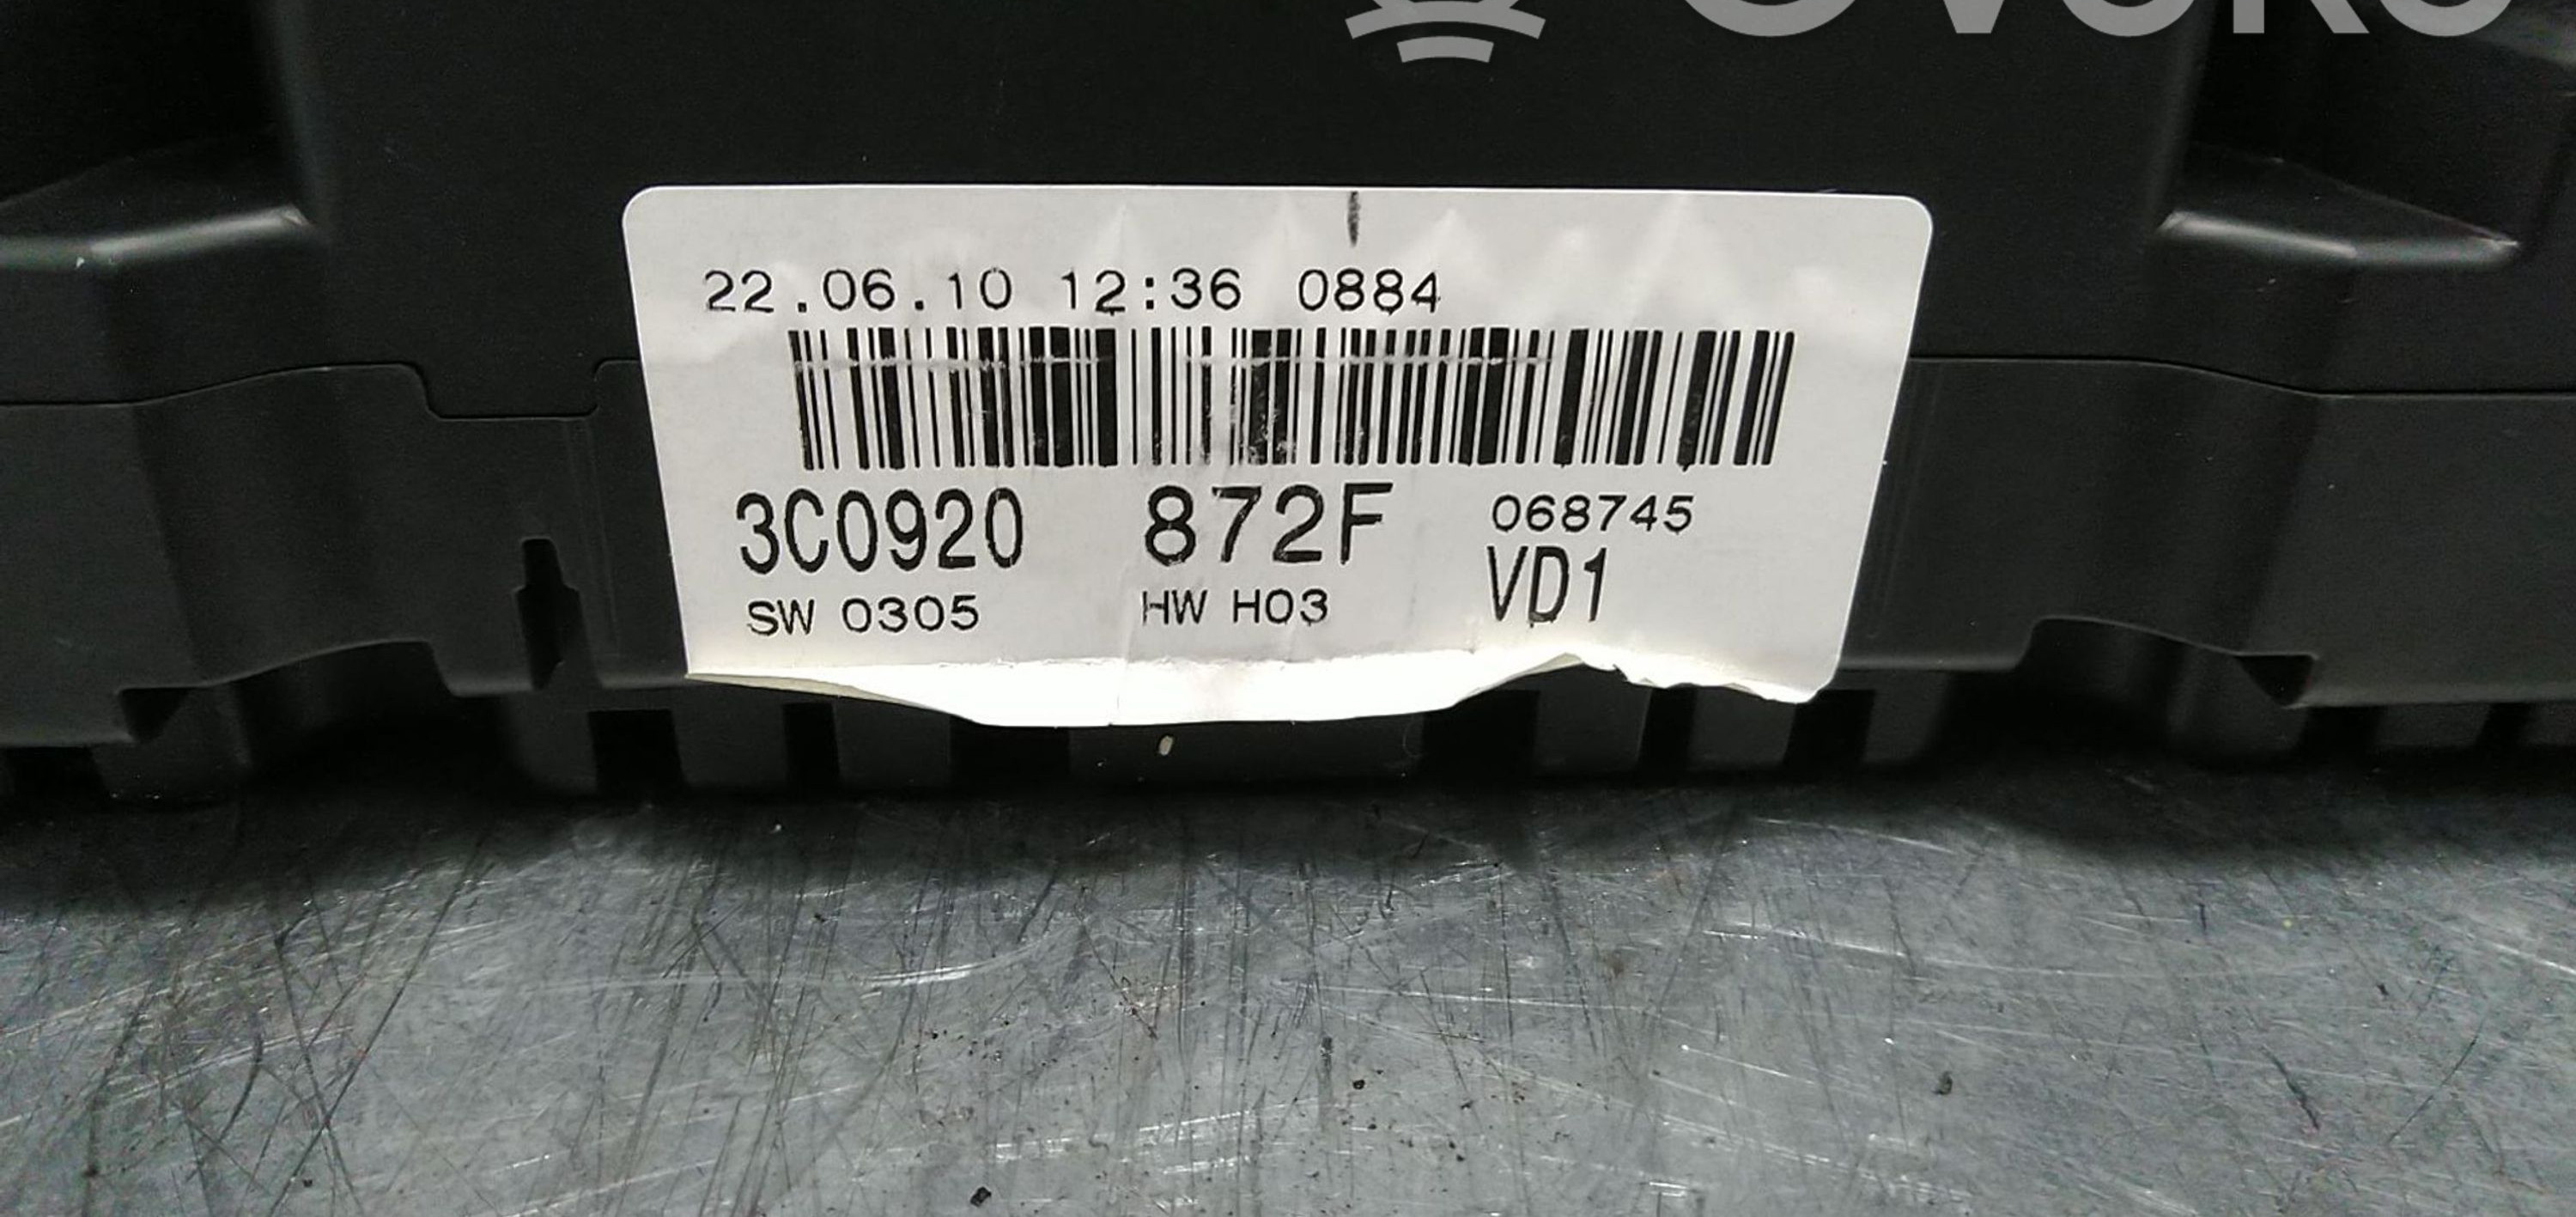 22.06.10 12:36 0884
3C0920 872F 068745
SW 0305 HW H03 VD1